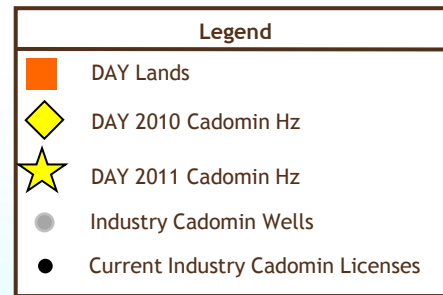 Legend
DAY Lands
DAY 2010 Cadomin Hz
DAY 2011 Cadomin Hz
Industry Cadomin Wells
Current Industry Cadomin Licenses